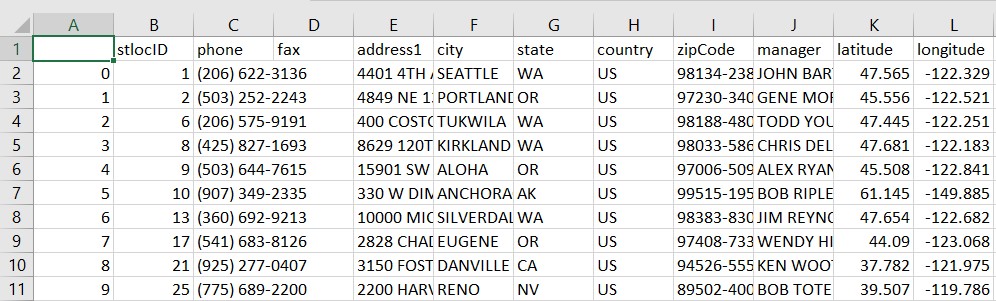 A B C D E F G H I J K L
1 stlocID phone fax address1 city state country zipCode manager latitude longitude
2 0 1 (206) 622-3136 4401 4TH SEATTLE WA US 98134-238 JOHN BAR 47.565 -122.329
3 1 2 (503) 252-2243 4849 NE 1 PORTLAND OR US 97230-340 GENE MOR 45.556 -122.521
4 2 6 (206) 575-9191 400 COSTC TUKWILA WA US 98188-480 TODD YOU 47.445 -122.251
5 3 8 (425) 827-1693 8629 120T KIRKLAND WA US 98033-586 CHRIS DEL 47.681 -122.183
6 4 9 (503) 644-7615 15901 SW ALOHA OR US 97006-509 ALEX RYAN 45.508 -122.841
7 5 10 (907) 349-2335 330 W DIM ANCHORA AK US 99515-195 BOB RIPLE 61.145 -149.885
8 6 13 (360) 692-9213 10000 MIC SILVERDAL WA US 98383-830 JIM REYNO 47.654 -122.682
9 7 17 (541) 683-8126 2828 CHAD EUGENE OR US 97408-733 WENDY HI 44.09 -123.068
10 8 21 (925) 277-0407 3150 FOST DANVILLE CA US 94526-555 KEN WOO 37.782 -121.975
11 9 25 (775) 689-2200 2200 HARV RENO NV US 89502-400 BOB TOTE 39.507 -119.786